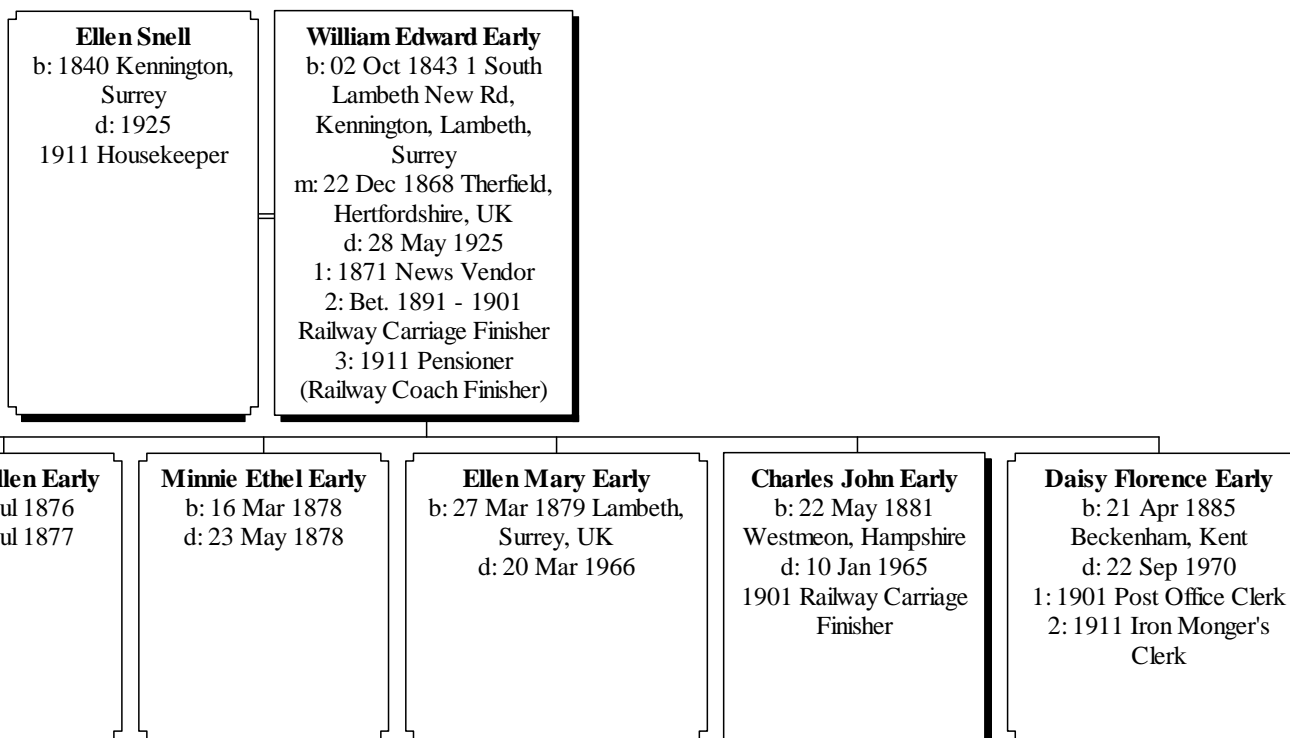 Ellen Snell
b: 1840 Kennington,
Surrey
d: 1925
1911 Housekeeper
William Edward Early
b: 02 Oct 1843 1 South
Lambeth New Rd,
Kennington, Lambeth,
Surrey
m: 22 Dec 1868 Therfield,
Hertfordshire, UK
d: 28 May 1925
1: 1871 News Vendor
2: Bet. 1891 - 1901
Railway Carriage Finisher
3: 1911 Pensioner
(Railway Coach Finisher)
Early
1876
1877
Minnie Ethel Early
b: 16 Mar 1878
d: 23 May 1878
Ellen Mary Early
b: 27 Mar 1879 Lambeth,
Surrey, UK
d: 20 Mar 1966
Charles John Early
b: 22 May 1881
Westmeon, Hampshire
d: 10 Jan 1965
1901 Railway Carriage
Finisher
Daisy Florence Early
b: 21 Apr 1885
Beckenham, Kent
d: 22 Sep 1970
1: 1901 Post Office Clerk
2: 1911 Iron Monger's
Clerk